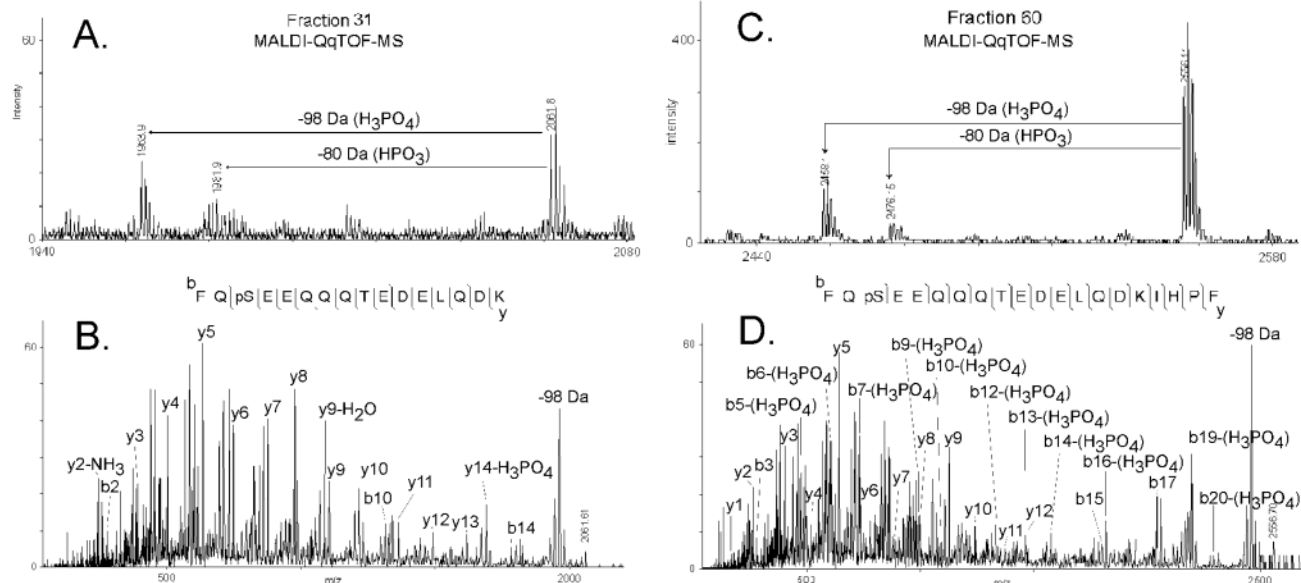 A.
Fraction 31
MALDI-QqTOF-MS
60
Intensity
-98 Da (H3PO4)
-80 Da (HPO3)
1963.9
1981.9
2061.8
0
1940
2080
C.
Fraction 60
MALDI-QqTOF-MS
400
intensity
-98 Da (H3PO4)
-80 Da (HPO3)
0
2440
2580
b
F Q pS E E Q Q Q T E D E L Q D K
y
b
F Q pS E E Q Q Q T E D E L Q D K I H P F
y
B.
60
y2-NH3
b2
y3
y4
y5
y6
y7
y8
y9-H2O
y9
y10
b10
y11
y12
y13
y14-H3PO4
b14
-98 Da
2061.61
0
500
2000
m/z
D.
60
b6-(H3PO4)
b5-(H3PO4)
y5
b7-(H3PO4)
b9-(H3PO4)
b10-(H3PO4)
b12-(H3PO4)
b13-(H3PO4)
b14-(H3PO4)
b16-(H3PO4)
b17
b19-(H3PO4)
b20-(H3PO4)
-98 Da
y1
y2
b3
y3
y4
y6
y7
y8
y9
y10
y11
y12
b15
2556.70
0
2600
m/z